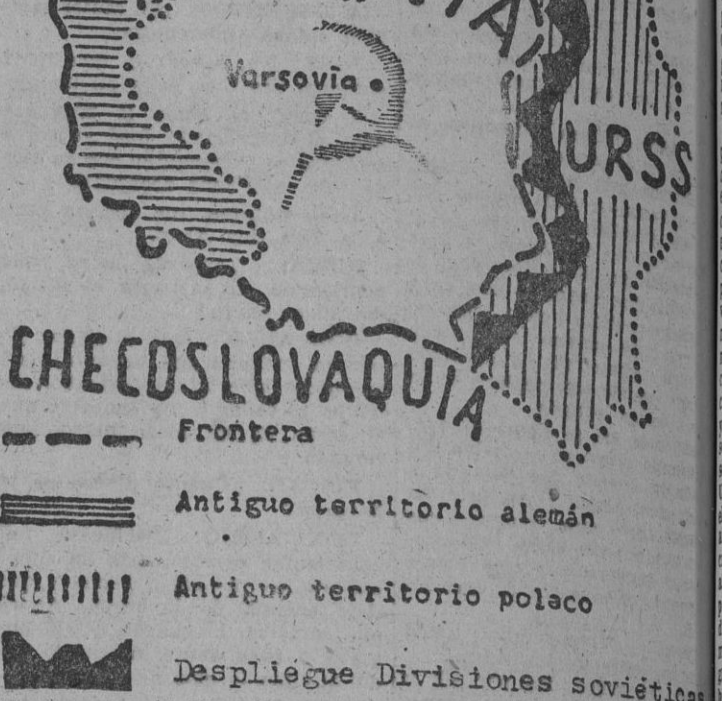 Varsovia
URSS
CHECOSLOVAQUIA
Frontera
Antiguo territorio alemán
Antiguo territorio polaco
Despliegue Divisiones soviéticas